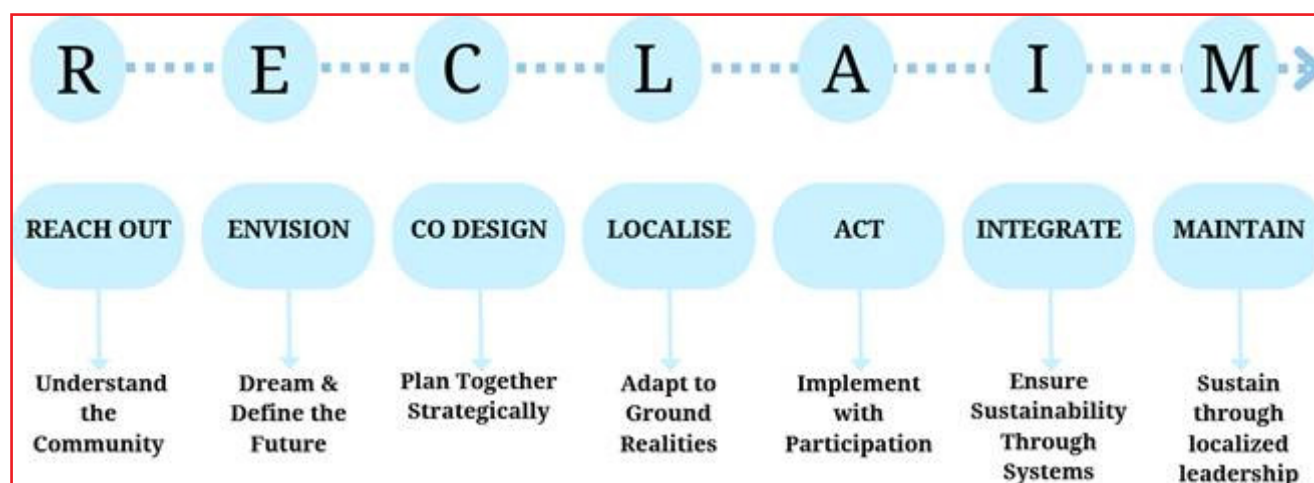 R E C L A I M
REACH OUT
ENVISION
CO DESIGN
LOCALISE
ACT
INTEGRATE
MAINTAIN
Understand
the
Community
Dream &
Define the
Future
Plan Together
Strategically
Adapt to
Ground
Realities
Implement
with
Participation
Ensure
Sustainability
Through
Systems
Sustain
through
localized
leadership